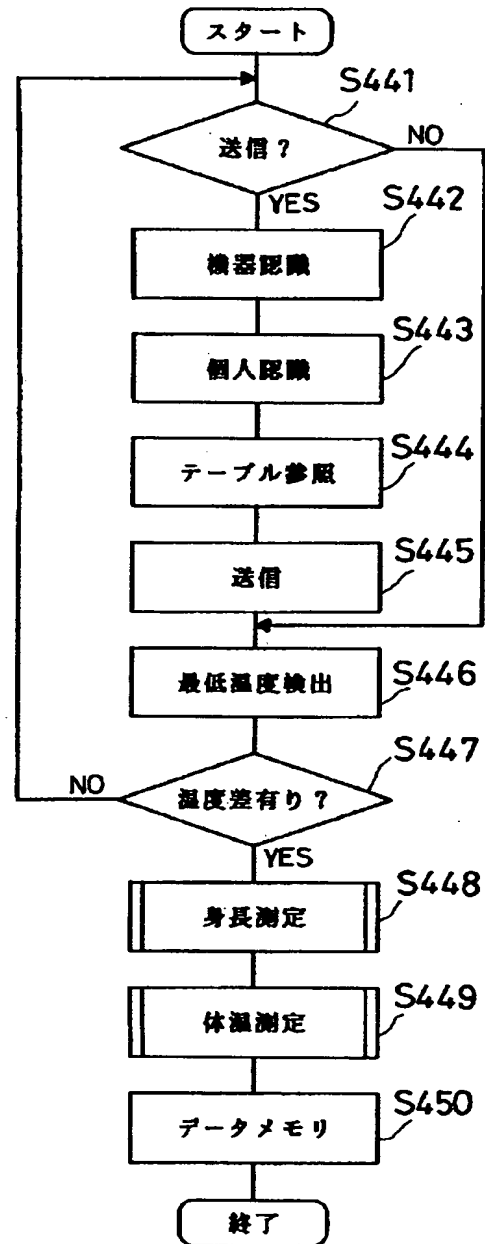 スタート
S441
送信?
NO
YES
S442
機器認識
S443
個人認識
S444
テーブル参照
S445
送信
S446
最低温度検出
S447
温度差有り?
NO
YES
S448
身長測定
S449
体温測定
S450
データメモリ
終了